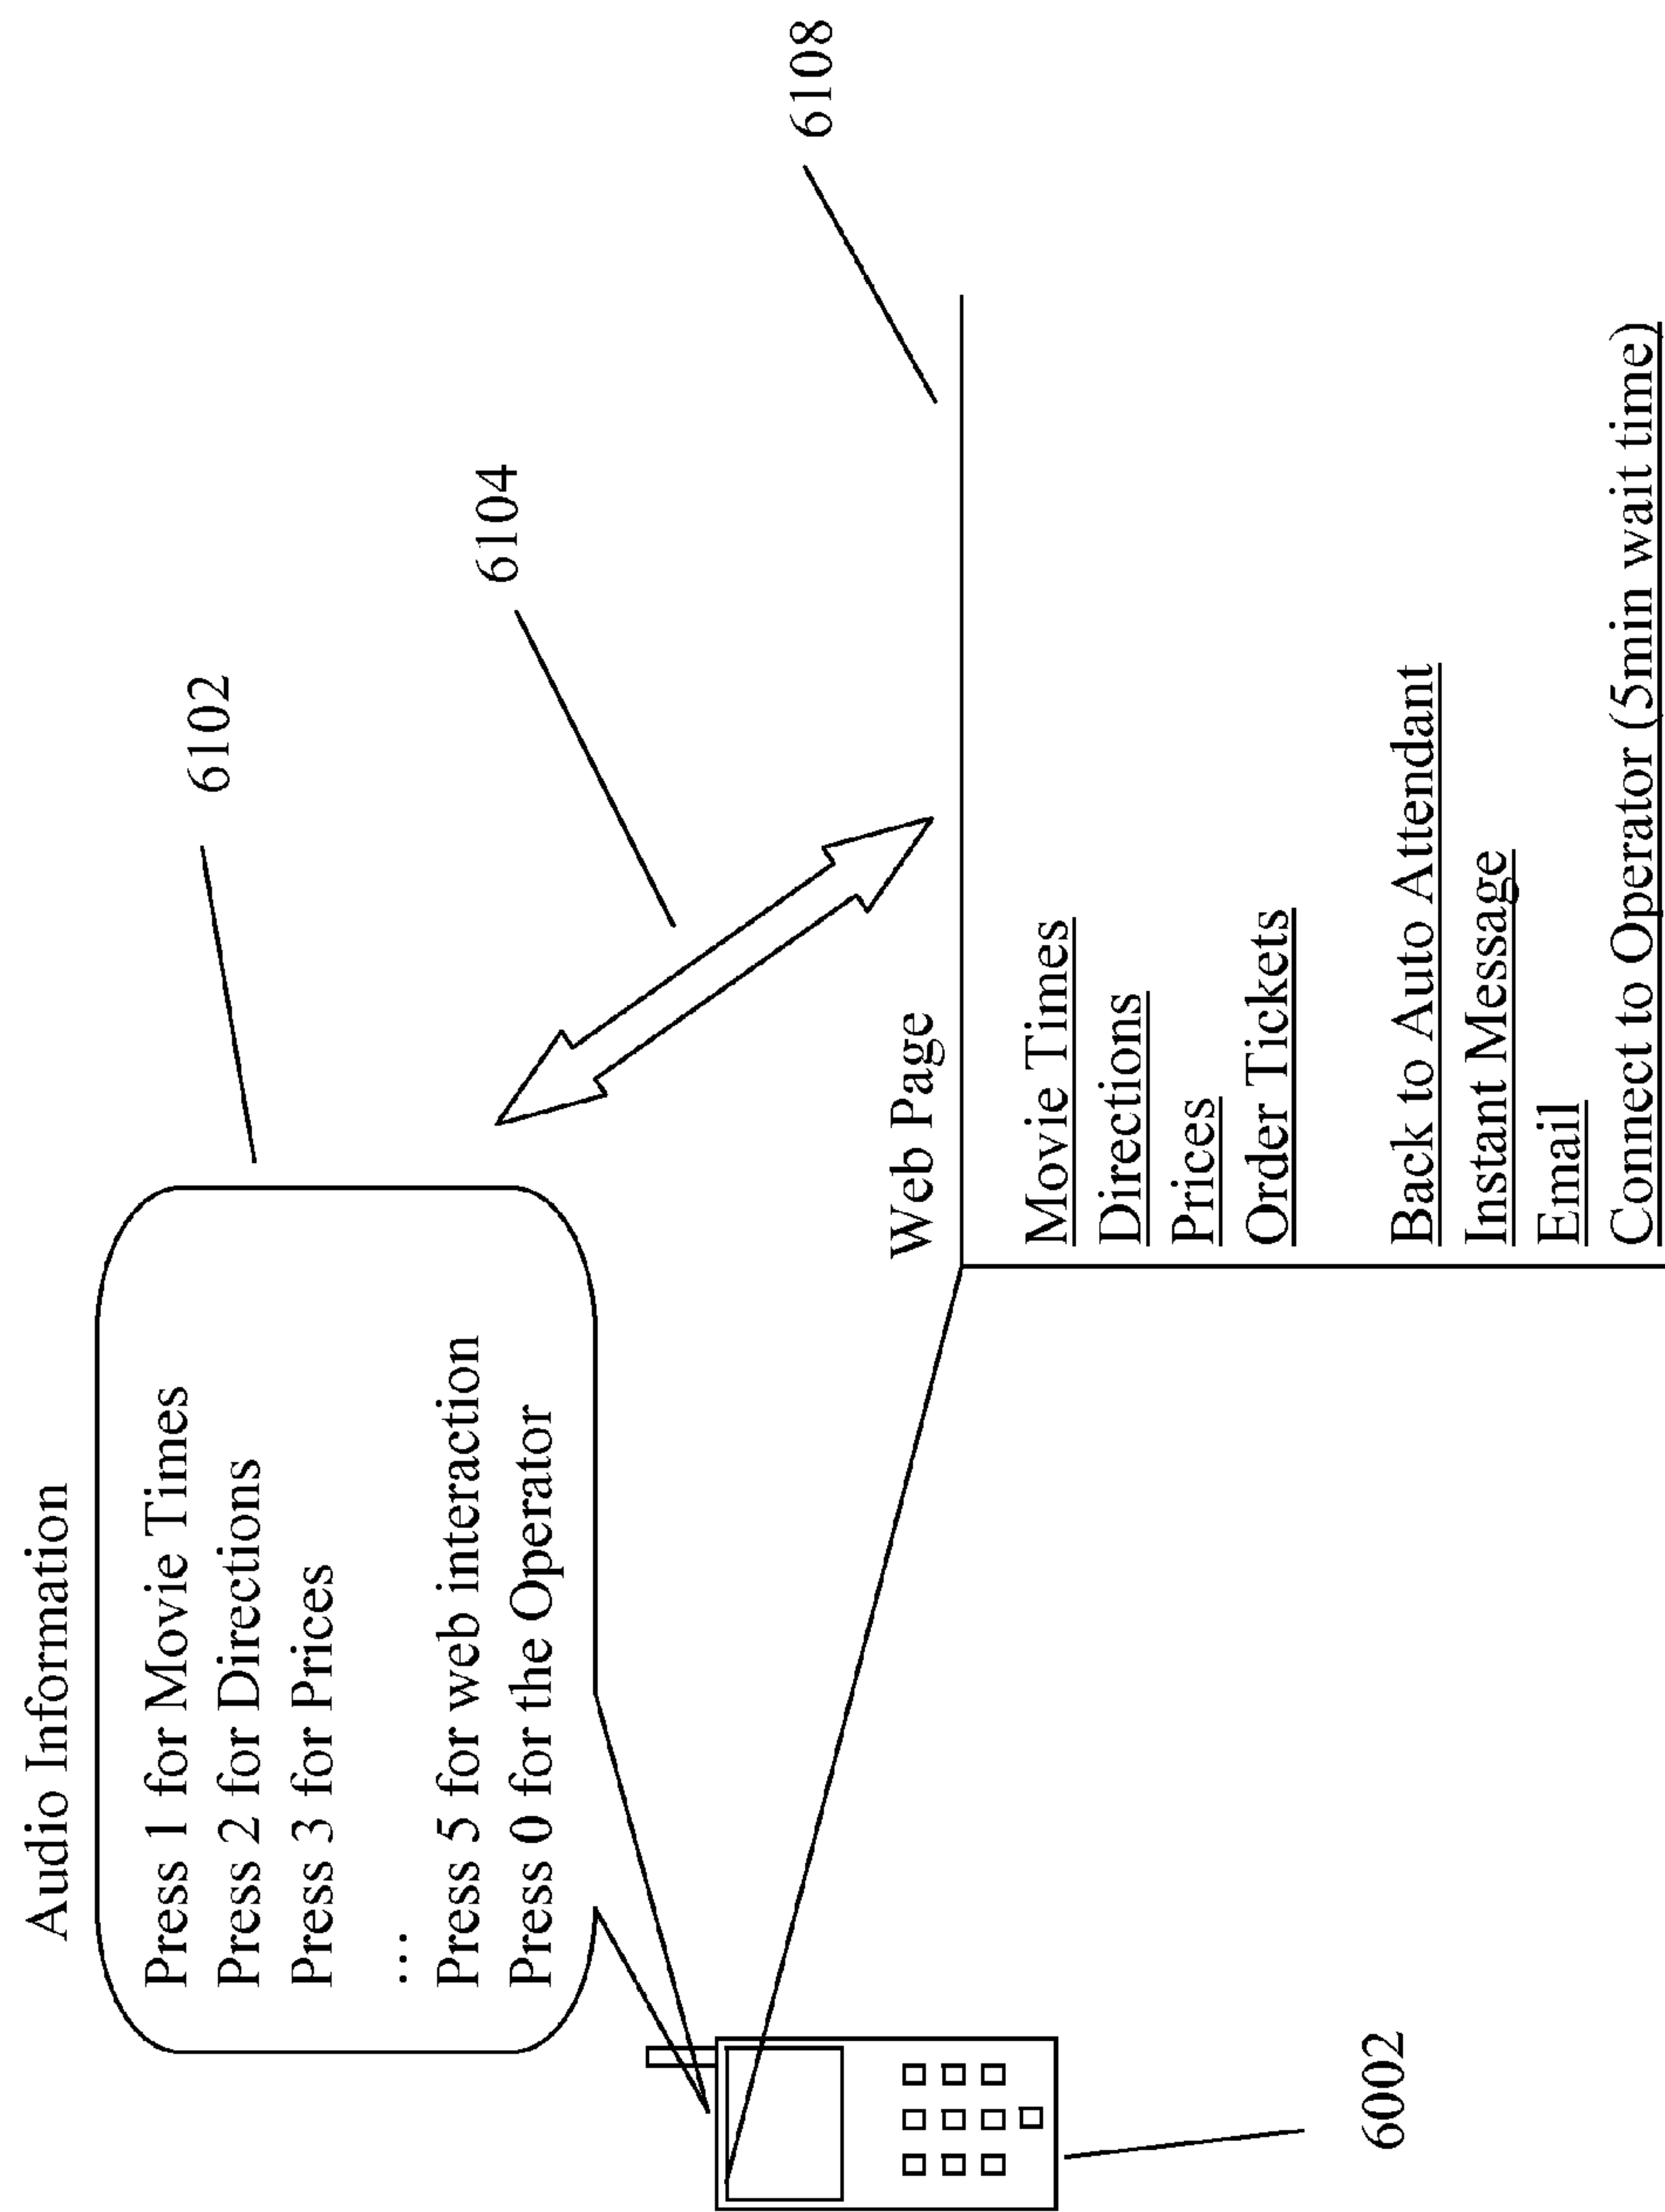 Audio Information
Press 1 for Movie Times
Press 2 for Directions
Press 3 for Prices
...
Press 5 for web interaction
Press 0 for the Operator
6102
6104
6108
6002
Web Page
Movie Times
Directions
Prices
Order Tickets
Back to Auto Attendant
Instant Message
Email
Connect to Operator (5min wait time)